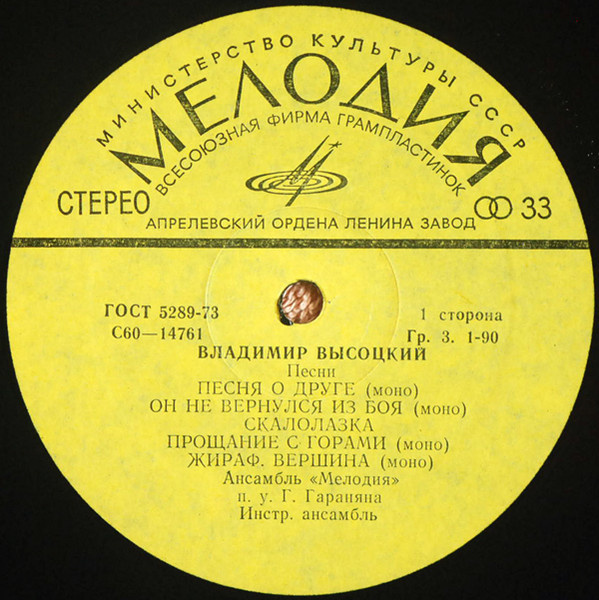 МИНИСТЕРСТВО КУЛЬТУРЫ СССР
МЕЛОДИЯ
ВСЕСОЮЗНАЯ ФИРМА ГРАМПЛАСТИНОК
СТЕРЕО
33
АПРЕЛЕВСКИЙ ОРДЕНА ЛЕНИНА ЗАВОД
ГОСТ 5289-73
1 сторона
С60—14761
Гр. 3. 1-90
ВЛАДИМИР ВЫСОЦКИЙ
Песни
ПЕСНЯ О ДРУГЕ (моно)
ОН НЕ ВЕРНУЛСЯ ИЗ БОЯ (моно)
СКАЛОЛАЗКА
ПРОЩАНИЕ С ГОРАМИ (моно)
ЖИРАФ. ВЕРШИНА (моно)
Ансамбль «Мелодия»
п. у. Г. Гараняна
Инстр. ансамбль